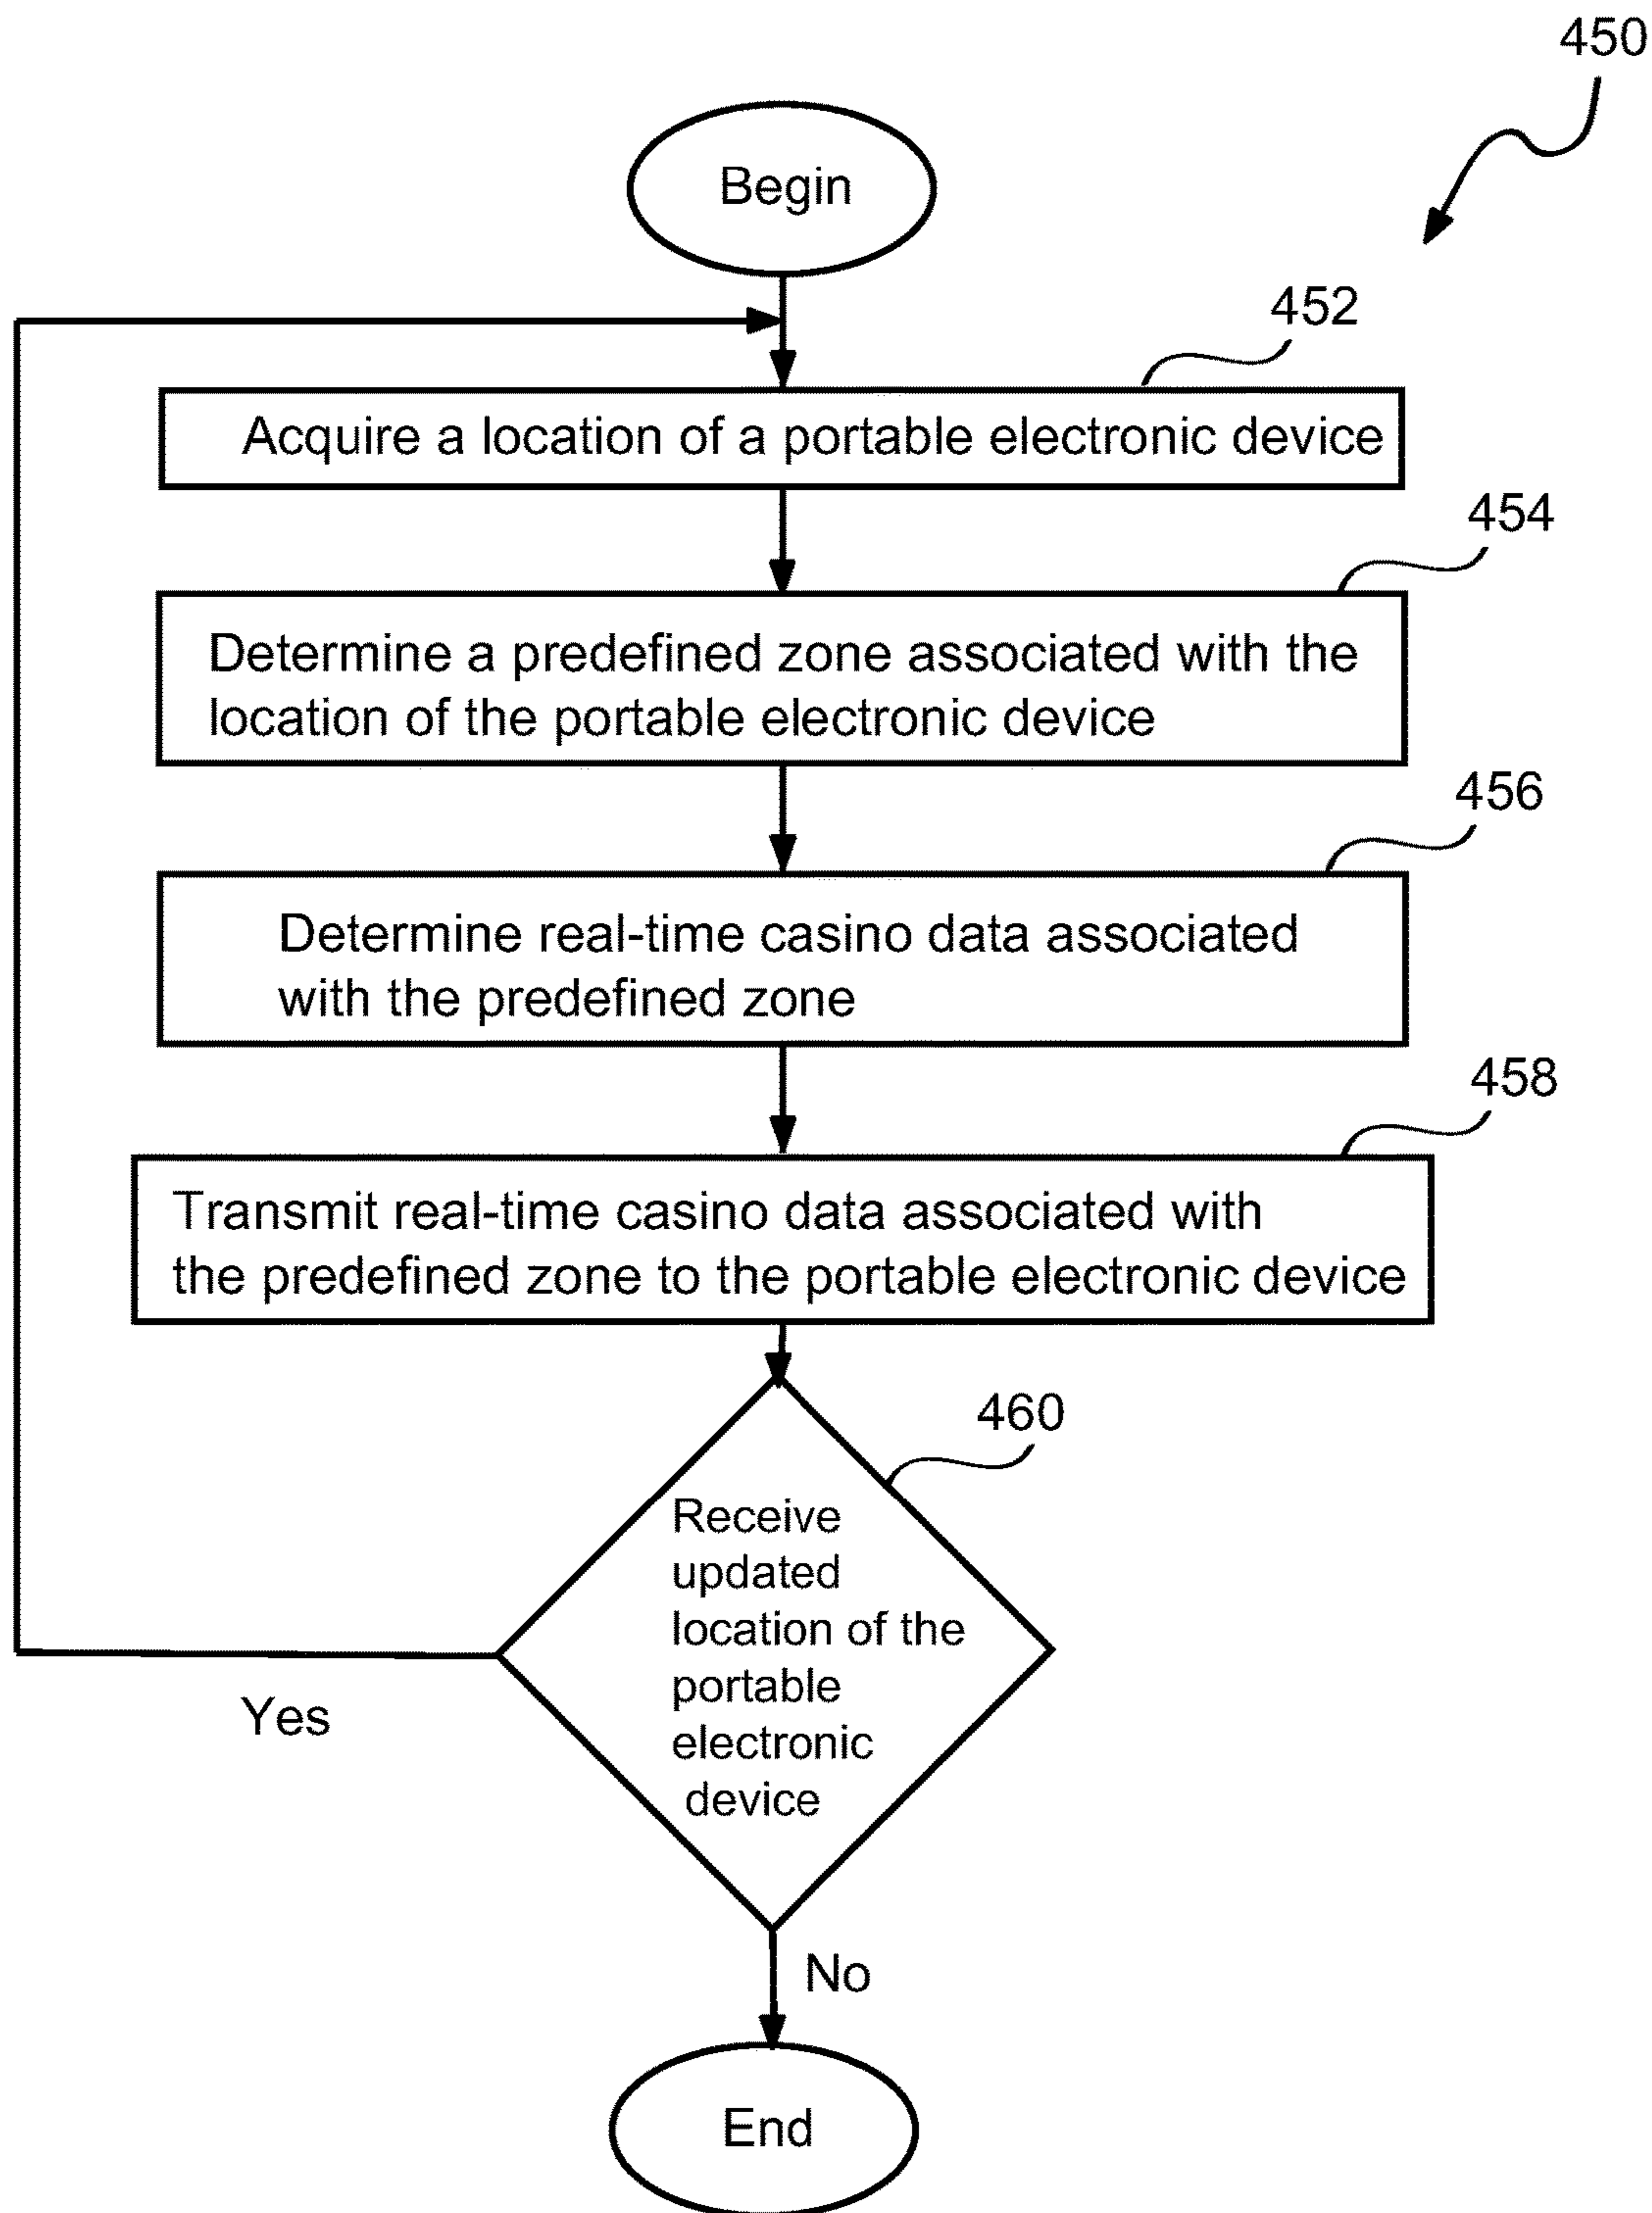 450
Begin
452
Acquire a location of a portable electronic device
454
Determine a predefined zone associated with the
location of the portable electronic device
456
Determine real-time casino data associated
with the predefined zone
458
Transmit real-time casino data associated with
the predefined zone to the portable electronic device
460
Receive
updated
location of the
portable
electronic
device
Yes
No
End